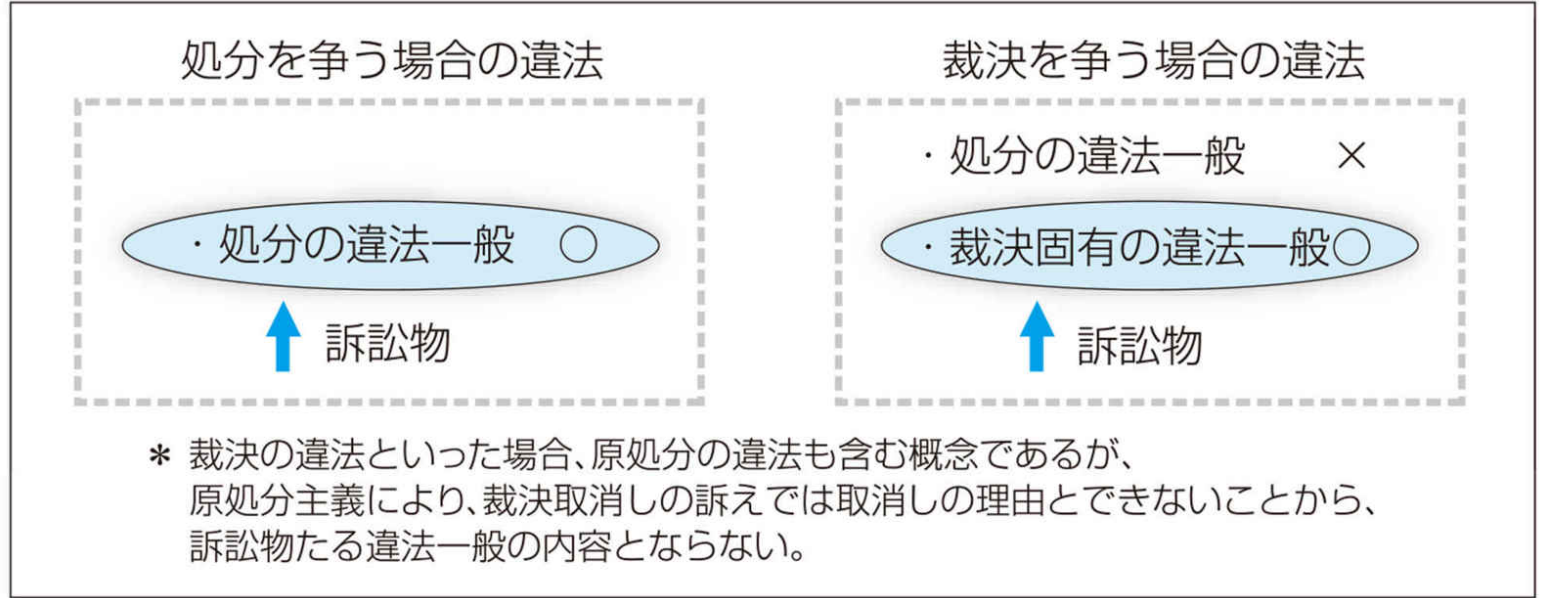 処分を争う場合の違法
・処分の違法一般 ○
訴訟物
裁決を争う場合の違法
・処分の違法一般 ×
・裁決固有の違法一般○
訴訟物
＊ 裁決の違法といった場合、原処分の違法も含む概念であるが、
原処分主義により、裁決取消しの訴えでは取消しの理由とできないことから、
訴訟物たる違法一般の内容とならない。